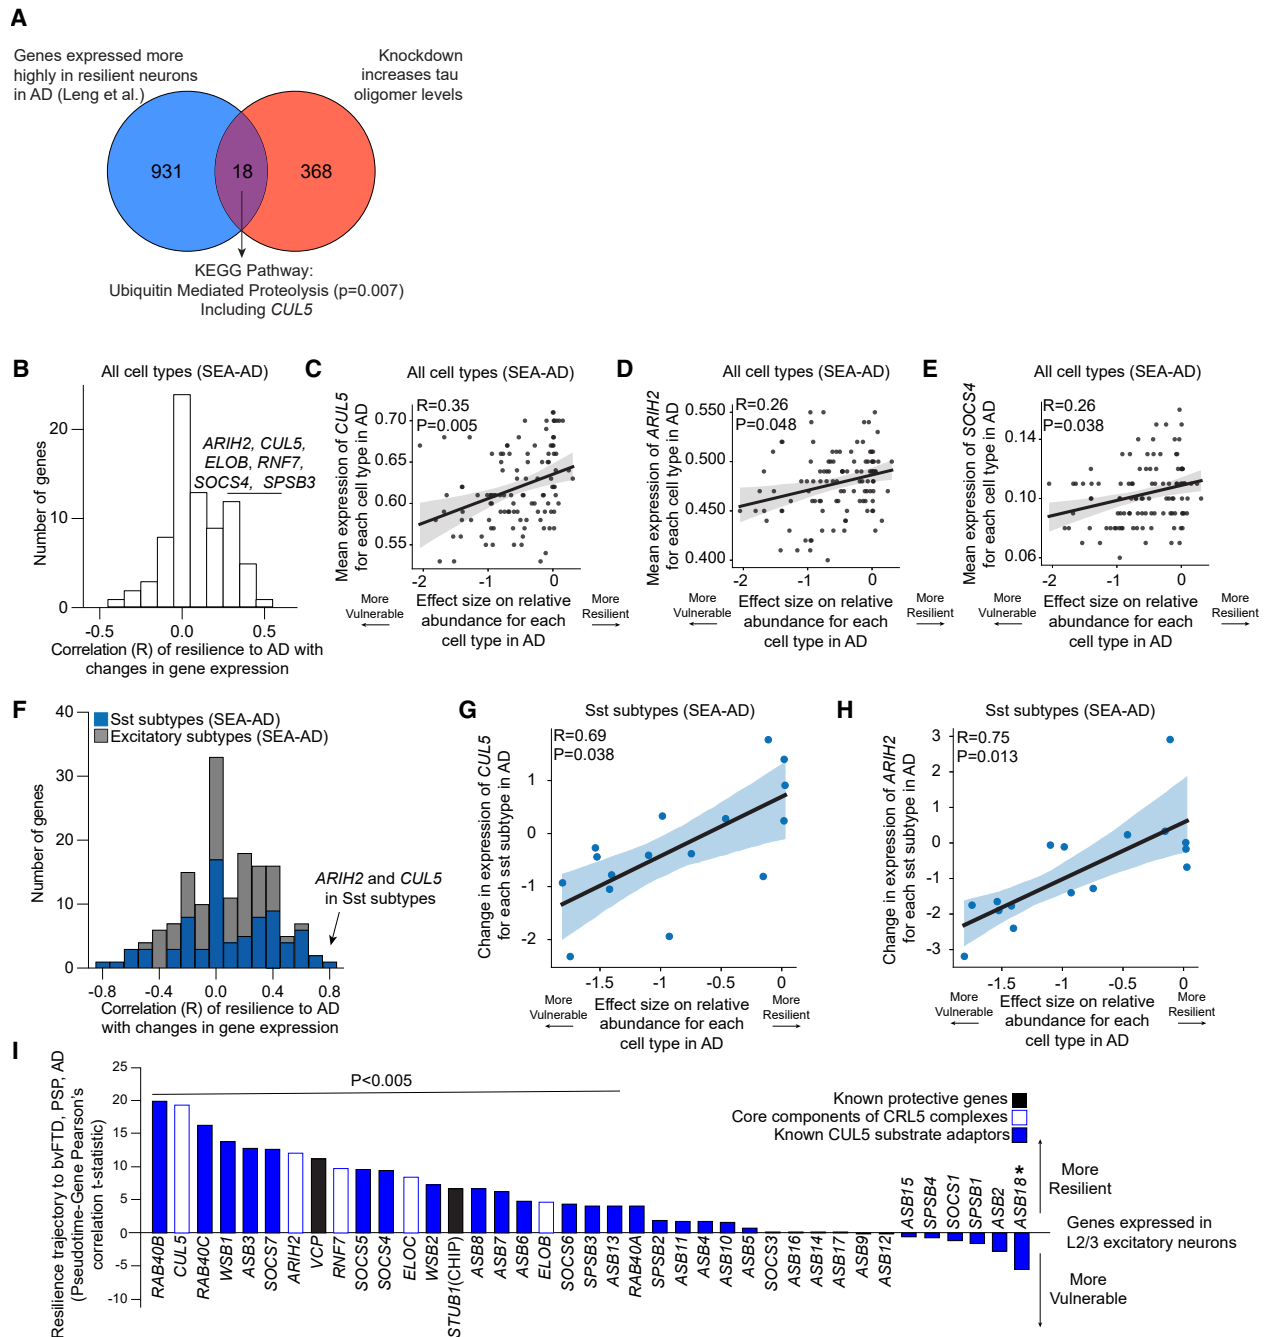 A
Genes expressed more
highly in resilient neurons
in AD (Leng et al.)
Knockdown
increases tau
oligomer levels
931
18
368
KEGG Pathway:
Ubiquitin Mediated Proteolysis (p=0.007)
Including CUL5
B
All cell types (SEA-AD)
Number of genes
20
10
0
ARIH2, CUL5,
ELOB, RNF7,
SOCS4, SPSB3
-0.5
0.0
0.5
Correlation (R) of resilience to AD with
changes in gene expression
C
All cell types (SEA-AD)
R=0.35
P=0.005
Mean expression of CUL5
for each cell type in AD
0.70
0.65
0.60
0.55
-2
-1
0
More
Vulnerable
Effect size on relative
abundance for each
cell type in AD
More
Resilient
D
All cell types (SEA-AD)
R=0.26
P=0.048
Mean expression of ARIH2
for each cell type in AD
0.550
0.500
0.450
0.400
-2
-1
0
More
Vulnerable
Effect size on relative
abundance for each
cell type in AD
More
Resilient
E
All cell types (SEA-AD)
R=0.26
P=0.038
Mean expression of SOCS4
for each cell type in AD
0.14
0.10
0.06
-2
-1
0
More
Vulnerable
Effect size on relative
abundance for each
cell type in AD
More
Resilient
F
Sst subtypes (SEA-AD)
Excitatory subtypes (SEA-AD)
Number of genes
40
30
20
10
0
ARIH2 and CUL5
in Sst subtypes
-0.8
-0.4
0.0
0.4
0.8
Correlation (R) of resilience to AD
with changes in gene expression
G
Sst subtypes (SEA-AD)
R=0.69
P=0.038
Change in expression of CUL5
for each sst subtype in AD
1
0
-1
-2
-1.5
-1
-0.5
0
More
Vulnerable
Effect size on relative
abundance for each
cell type in AD
More
Resilient
H
Sst subtypes (SEA-AD)
R=0.75
P=0.013
Change in expression of ARIH2
for each sst subtype in AD
3
2
1
0
-1
-2
-3
-1.5
-1
-0.5
0
More
Vulnerable
Effect size on relative
abundance for each
cell type in AD
More
Resilient
I
Resilience trajectory to bvFTD, PSP, AD
(Pseudotime-Gene Pearson's
correlation t-statistic)
25
20
15
10
5
0
-5
-10
P<0.005
Known protective genes
Core components of CRL5 complexes
Known CUL5 substrate adaptors
RAB40B
CUL5
RAB40C
WSB1
ASB3
SOCS7
ARIH2
VCP
RNF7
SOCS5
SOCS4
ELOC
WSB2
STUB1(CHIP)
ASB8
ASB7
ASB6
ELOB
SOCS6
SPSB3
ASB13
RAB40A
SPSB2
ASB11
ASB4
ASB10
ASB5
SOCS3
ASB16
ASB14
ASB17
ASB9
ASB12
ASB15
SPSB4
SOCS1
SPSB1
ASB2
ASB18*
More
Resilient
Genes expressed in
L2/3 excitatory neurons
More
Vulnerable